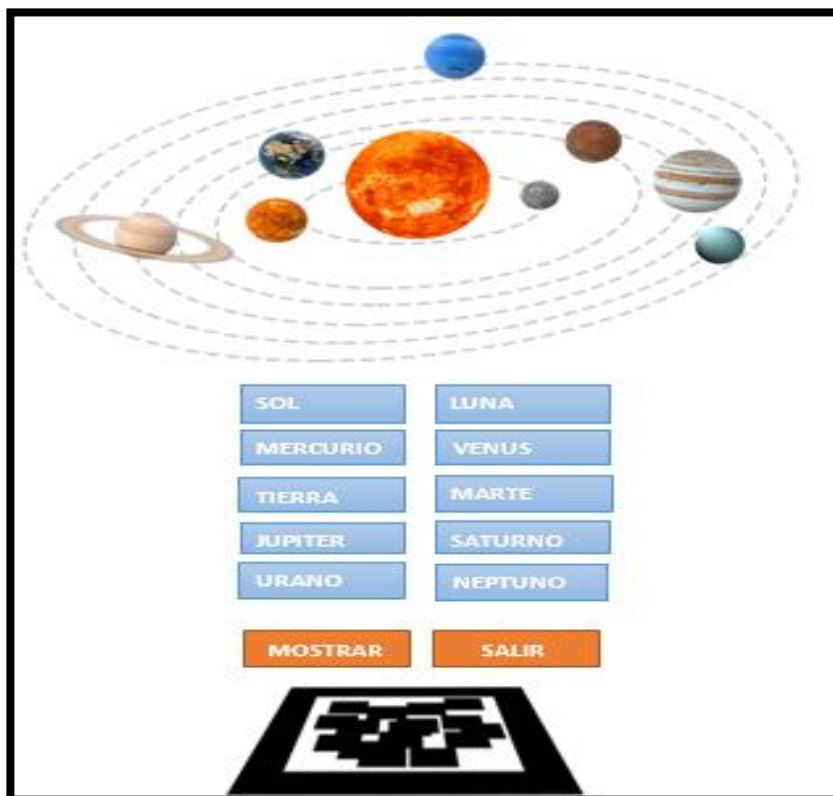 SOL
LUNA
MERCURIO
VENUS
TIERRA
MARTE
JUPITER
SATURNO
URANO
NEPTUNO
MOSTRAR
SALIR